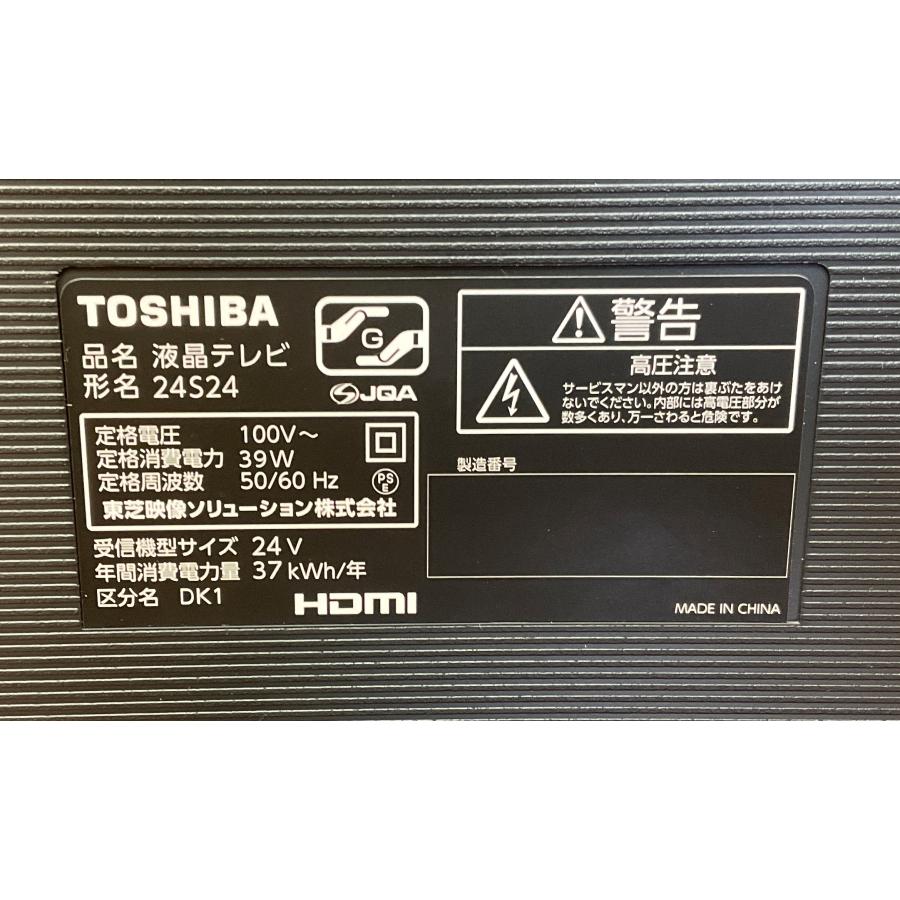 TOSHIBA
品名 液晶テレビ
形名 24S24
G
JQA
定格電圧 100V～
定格消費電力 39W
定格周波数 50/60 Hz
PS
E
東芝映像ソリューション株式会社
受信機型サイズ 24V
年間消費電力量 37kWh/年
区分名 DK1
HDMI
警告
高圧注意
サービスマン以外の方は裏ぶたをあけ
ないでください。内部には高電圧部分が
数多くあり、万一さわると危険です。
製造番号
MADE IN CHINA